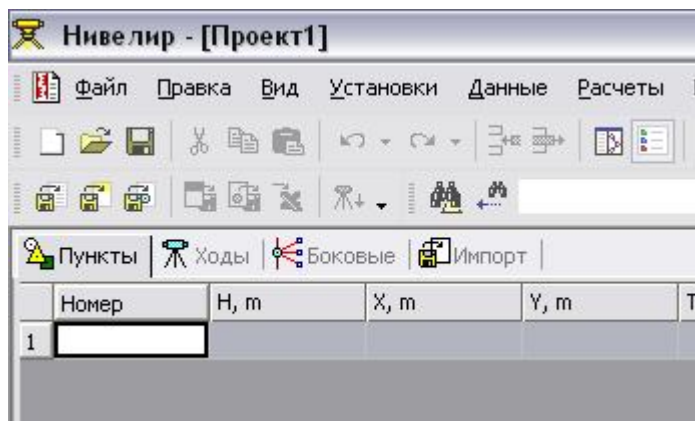 Нивелир - [Проект1]
Файл Правка Вид Установки Данные Расчеты
Пункты Ходы Боковые Импорт
Номер H, m X, m Y, m
1